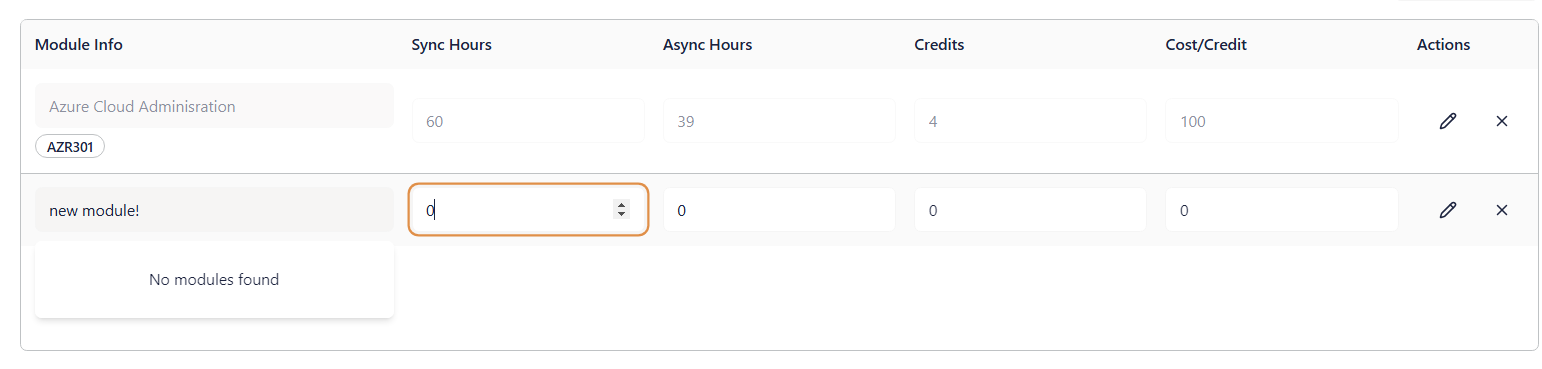 Module Info Sync Hours Async Hours Credits Cost/Credit Actions
Azure Cloud Adminisration 60 39 4 100
AZR301
new module! 0 0 0 0
No modules found